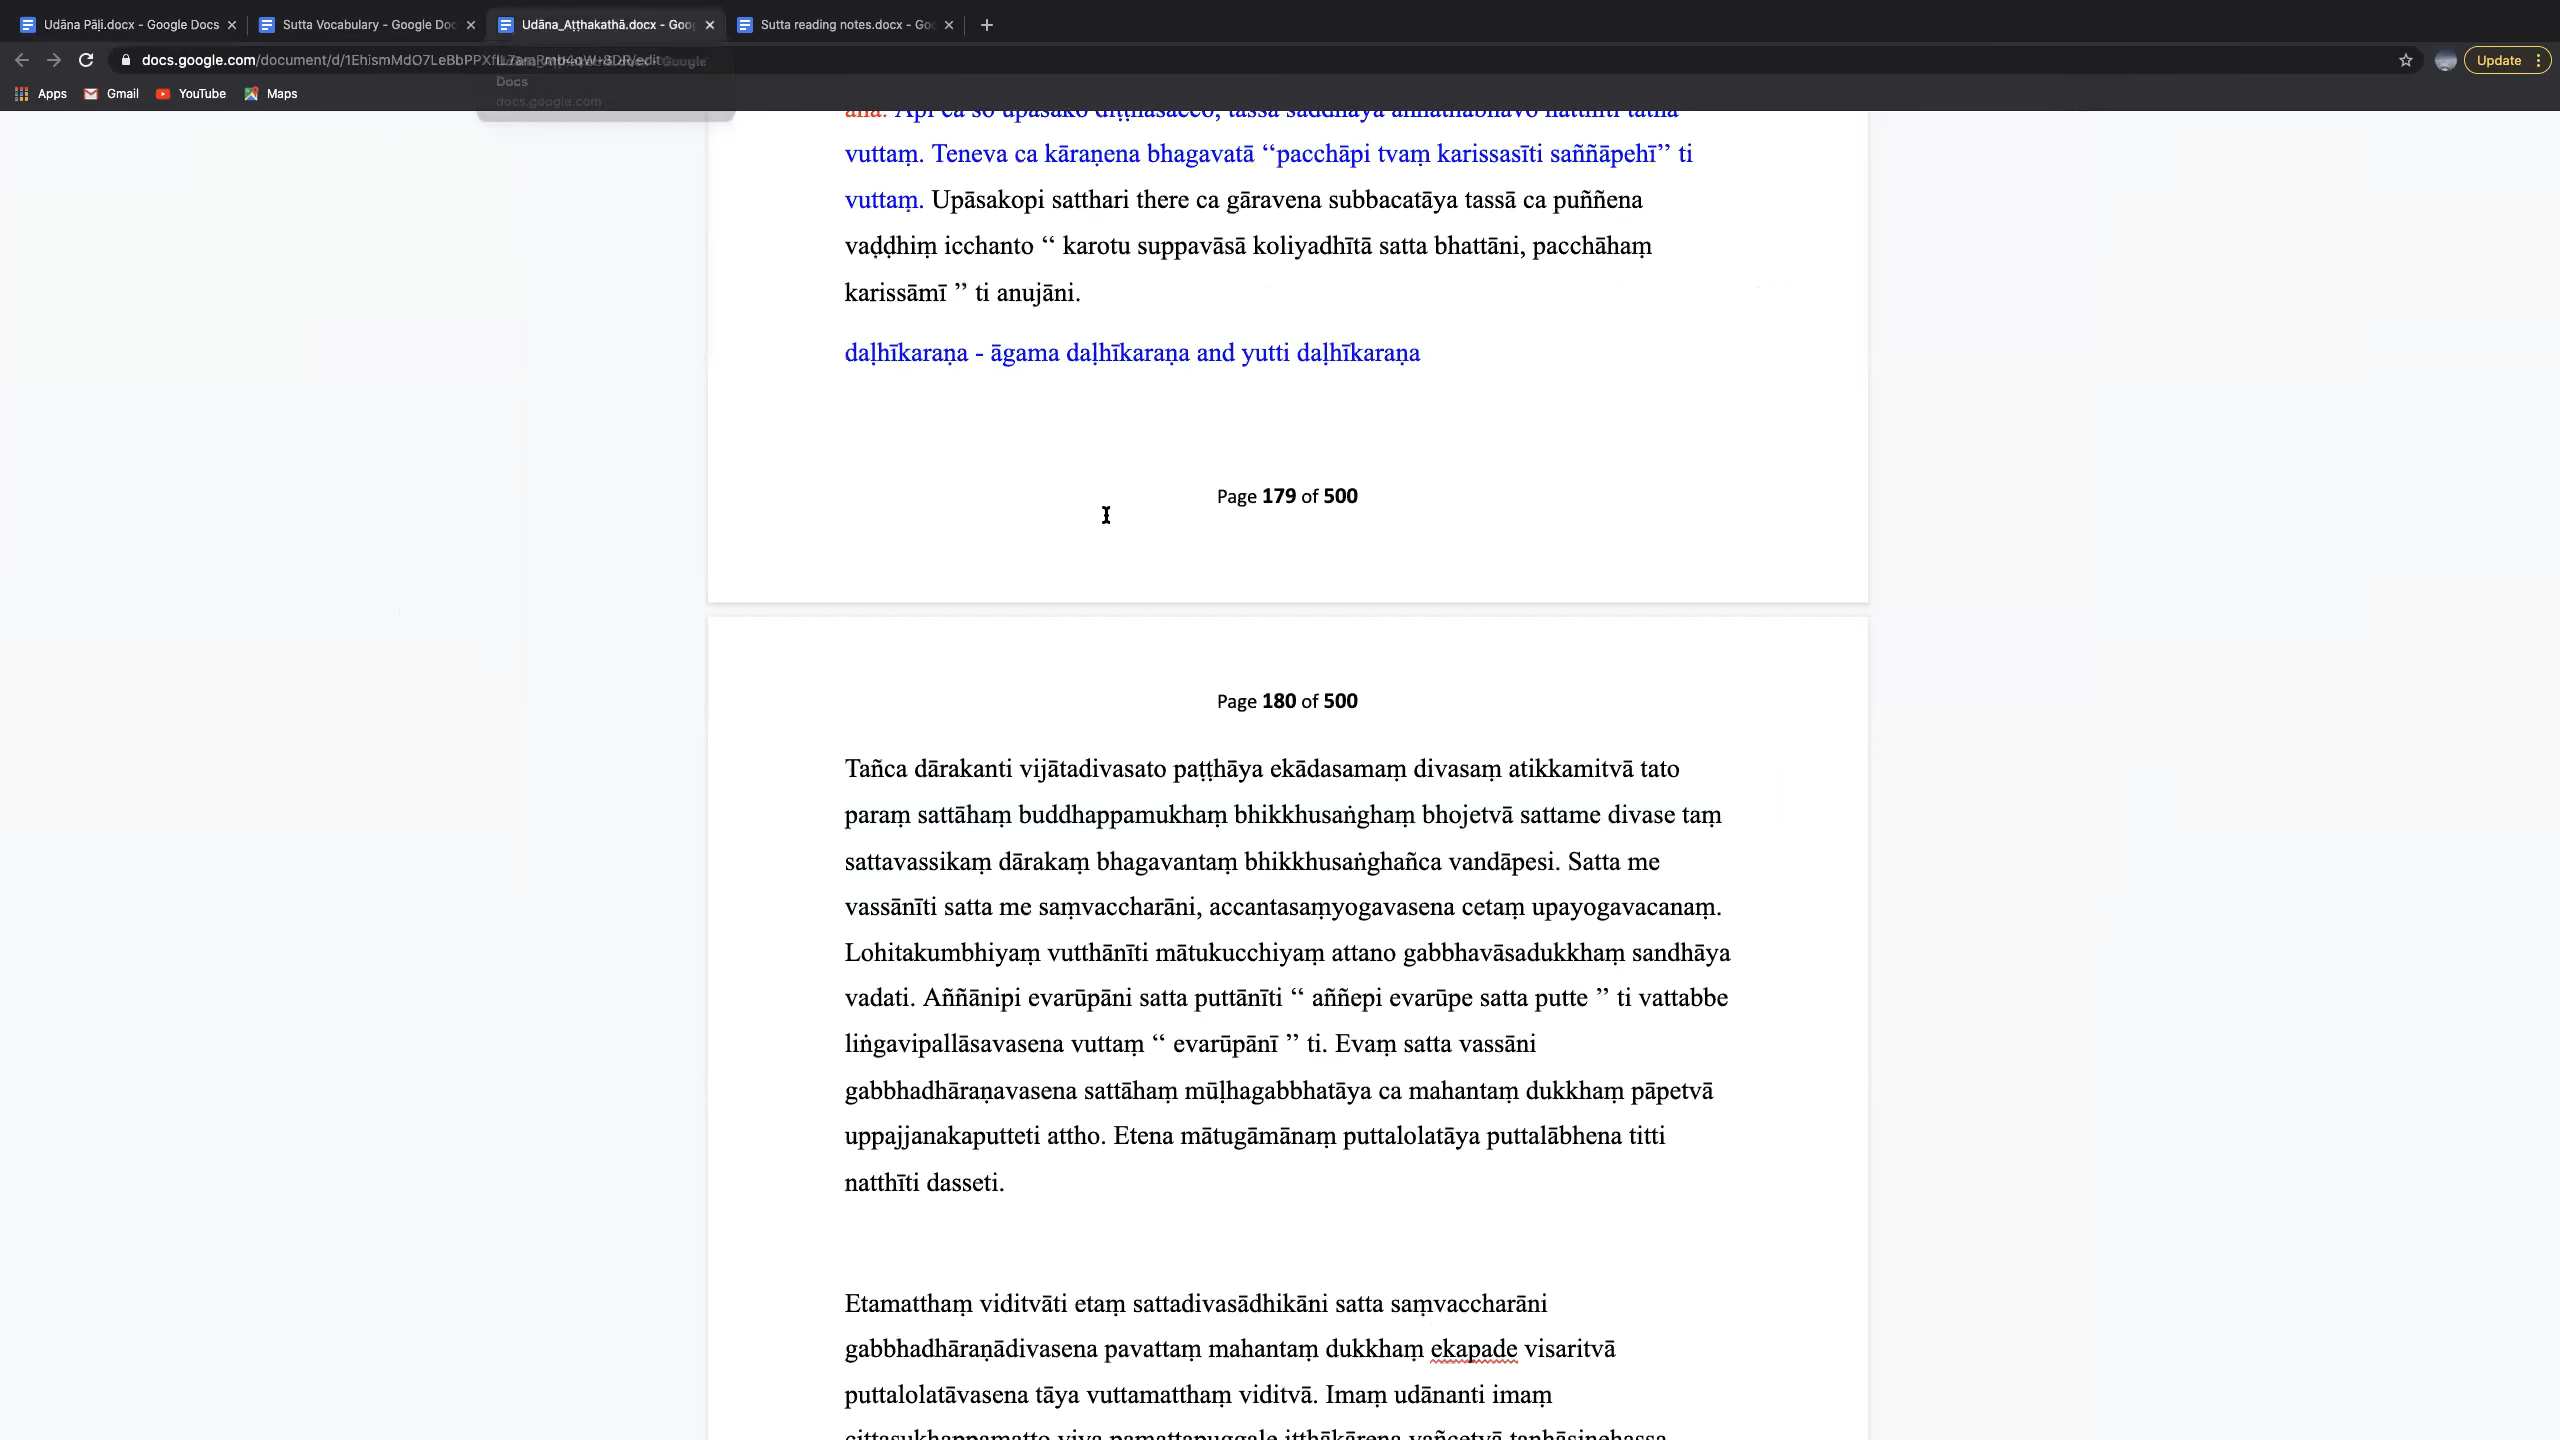 Udāna Pāḷi.docx - Google Docs
Sutta Vocabulary - Google Doc
Udāna_Aṭṭhakathā.docx - Goo
Sutta reading notes.docx - Go
docs.google.com/document/d/1EhismMdO7LeBbPPXf
Docs
docs.google.com
Update
Apps
Gmail
YouTube
Maps
vuttaṃ. Teneva ca kāraṇena bhagavatā ‘‘pacchāpi tvaṃ karissasīti saññāpehī’’ ti
vuttaṃ. Upāsakopi satthari there ca gāravena subbacatāya tassā ca puññena
vaḍḍhiṃ icchanto ‘‘ karotu suppavāsā koliyadhītā satta bhattāni, pacchāhaṃ
karissāmī ’’ ti anujāni.
daḷhīkaraṇa - āgama daḷhīkaraṇa and yutti daḷhīkaraṇa
Page 179 of 500
Page 180 of 500
Tañca dārakanti vijātadivasato paṭṭhāya ekādasamaṃ divasaṃ atikkamitvā tato
paraṃ sattāhaṃ buddhappamukhaṃ bhikkhusaṅghaṃ bhojetvā sattame divase taṃ
sattavassikaṃ dārakaṃ bhagavantaṃ bhikkhusaṅghañca vandāpesi. Satta me
vassānīti satta me saṃvaccharāni, accantasaṃyogavasena cetaṃ upayogavacanaṃ.
Lohitakumbhiyaṃ vutthānīti mātukucchiyaṃ attano gabbhavāsadukkhaṃ sandhāya
vadati. Aññānipi evarūpāni satta puttānīti ‘‘ aññepi evarūpe satta putte ’’ ti vattabbe
liṅgavipallāsavasena vuttaṃ ‘‘ evarūpānī ’’ ti. Evaṃ satta vassāni
gabbhadhāraṇavasena sattāhaṃ mūḷhagabbhatāya ca mahantaṃ dukkhaṃ pāpetvā
uppajjanakaputteti attho. Etena mātugāmānaṃ puttalolatāya puttalābhena titti
natthīti dasseti.
Etamatthaṃ viditvāti etaṃ sattadivasādhikāni satta saṃvaccharāni
gabbhadhāraṇādivasena pavattaṃ mahantaṃ dukkhaṃ ekapade visaritvā
puttalolatāvasena tāya vuttamatthaṃ viditvā. Imaṃ udānanti imaṃ